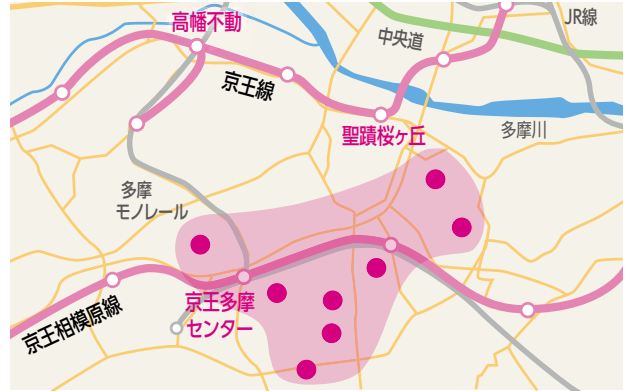 高幡不動
JR線
中央道
京王線
聖蹟桜ヶ丘
多摩川
多摩
モノレール
京王多摩
センター
京王相模原線